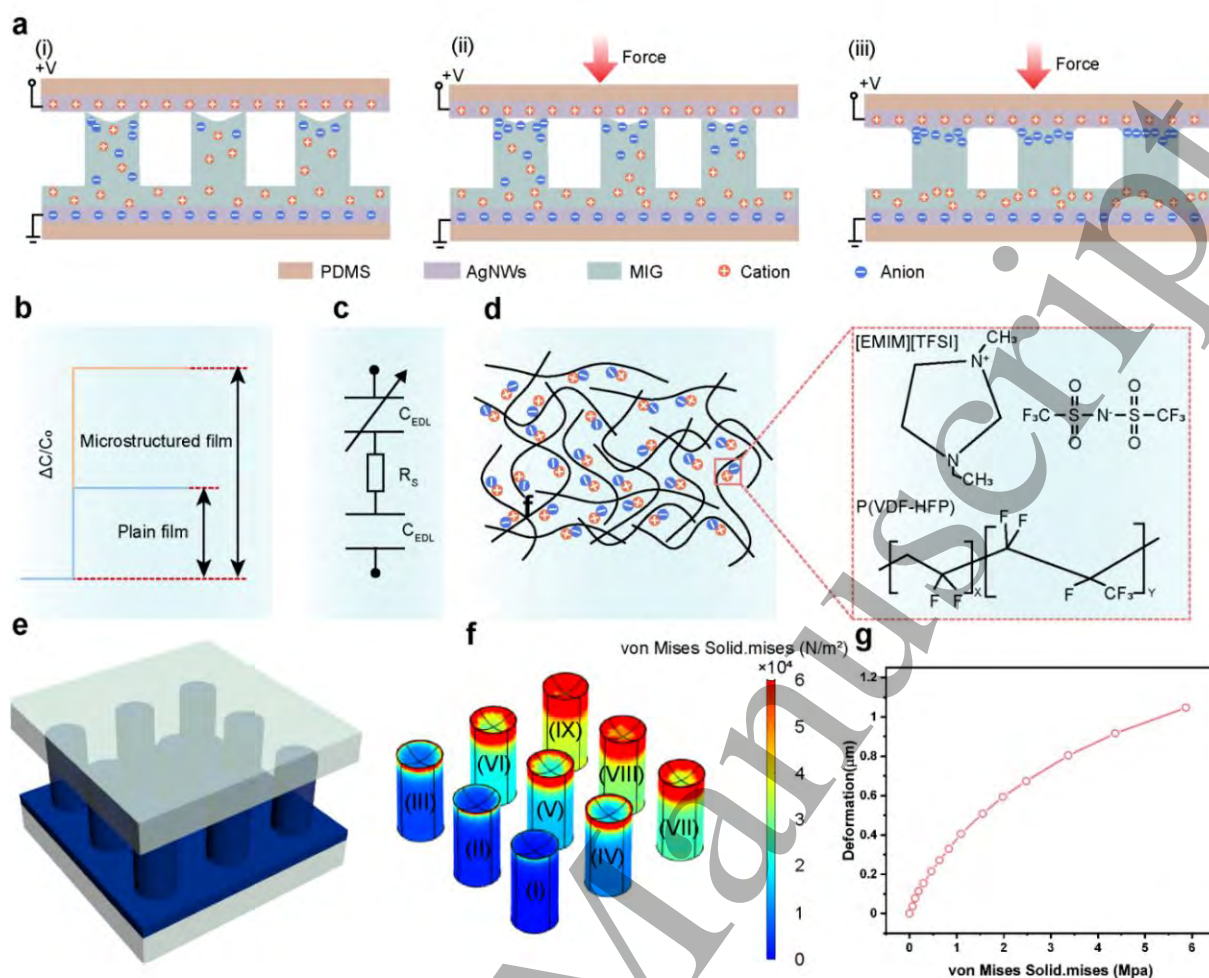 a
(i)
+V
(ii)
+V
Force
(iii)
+V
Force
PDMS
AgNWs
MIG
Cation
Anion
b
ΔC/C₀
Microstructured film
Plain film
c
C_EDL
R_S
C_EDL
d
f
[EMIM][TFSI]
CH₃
N⁺
N
CH₃
O O
F₃C S N⁻ S CF₃
O O
P(VDF-HFP)
F F
X
F F
F CF₃
Y
e
f
von Mises Solid.mises (N/m²)
×10⁴
6
5
4
3
2
1
0
(IX)
(VI)
(VIII)
(III)
(V)
(VII)
(II)
(IV)
(I)
g
Deformation(μm)
1.2
1
0.8
0.6
0.4
0.2
0
0 1 2 3 4 5 6
von Mises Solid.mises (Mpa)
Manuscript